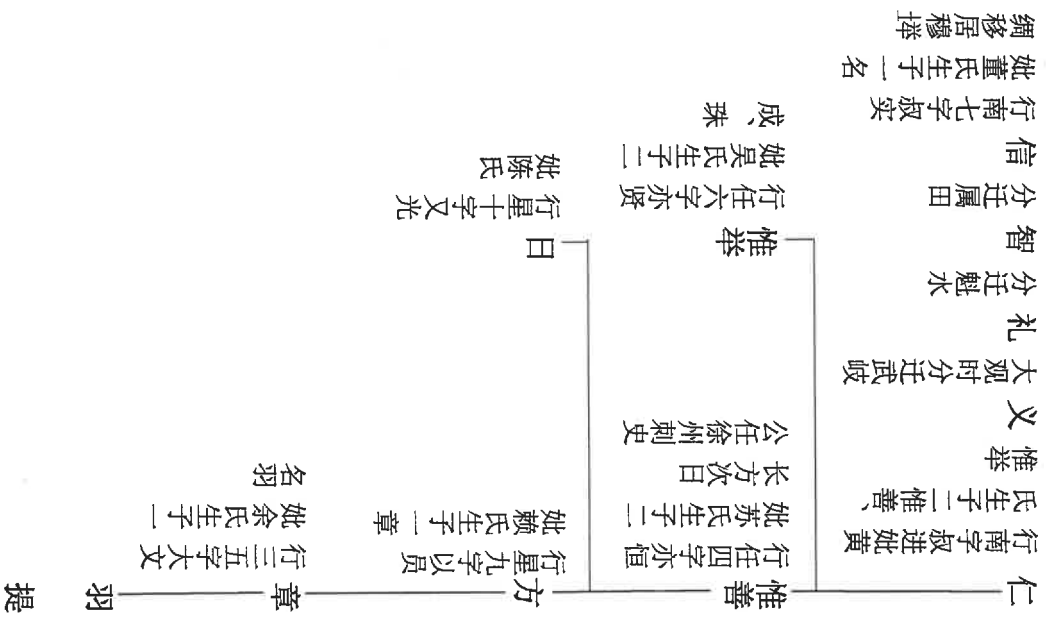 仁
行南字叔进妣黄
氏生子二惟善、
惟举
义
大观时分迁武岐
礼
分迁魁水
智
分迁属田
信
行南七字叔实
妣董氏生子一名
绸移居穆垟
惟善
行任四字亦恒
妣苏氏生子二
长方次日
公任徐州刺史
惟举
行任六字亦贤
妣吴氏生子二
成、珠
方
行星九字以员
妣赖氏生子一章
日
行星十字又光
妣陈氏
章
行三五字大文
妣余氏生子一
名羽
羽
提